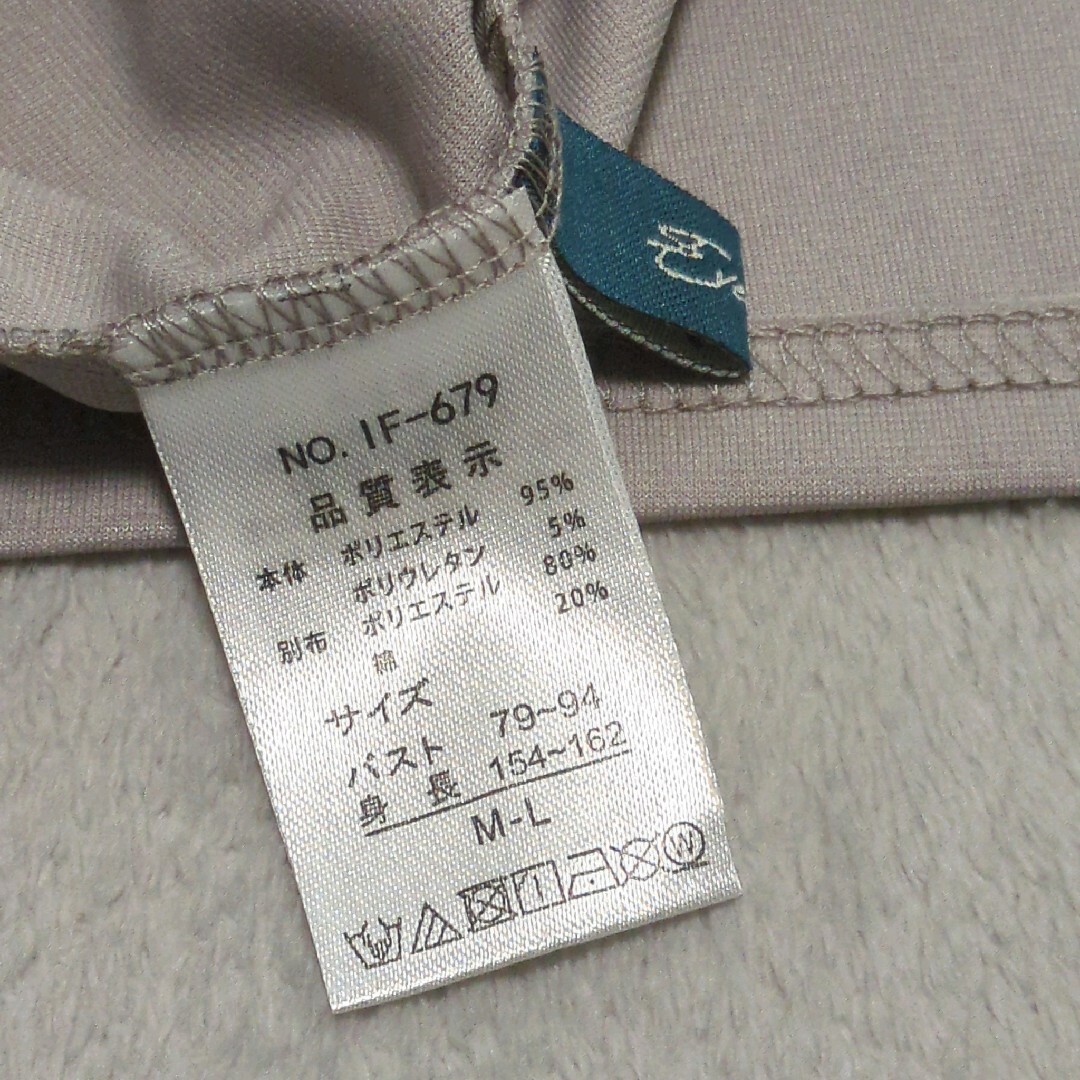 NO. IF-679
品質表示
本体 ポリエステル 95%
ポリウレタン 5%
別布 ポリエステル 80%
綿 20%
サイズ
バスト 79~94
身長 154~162
M-L
W